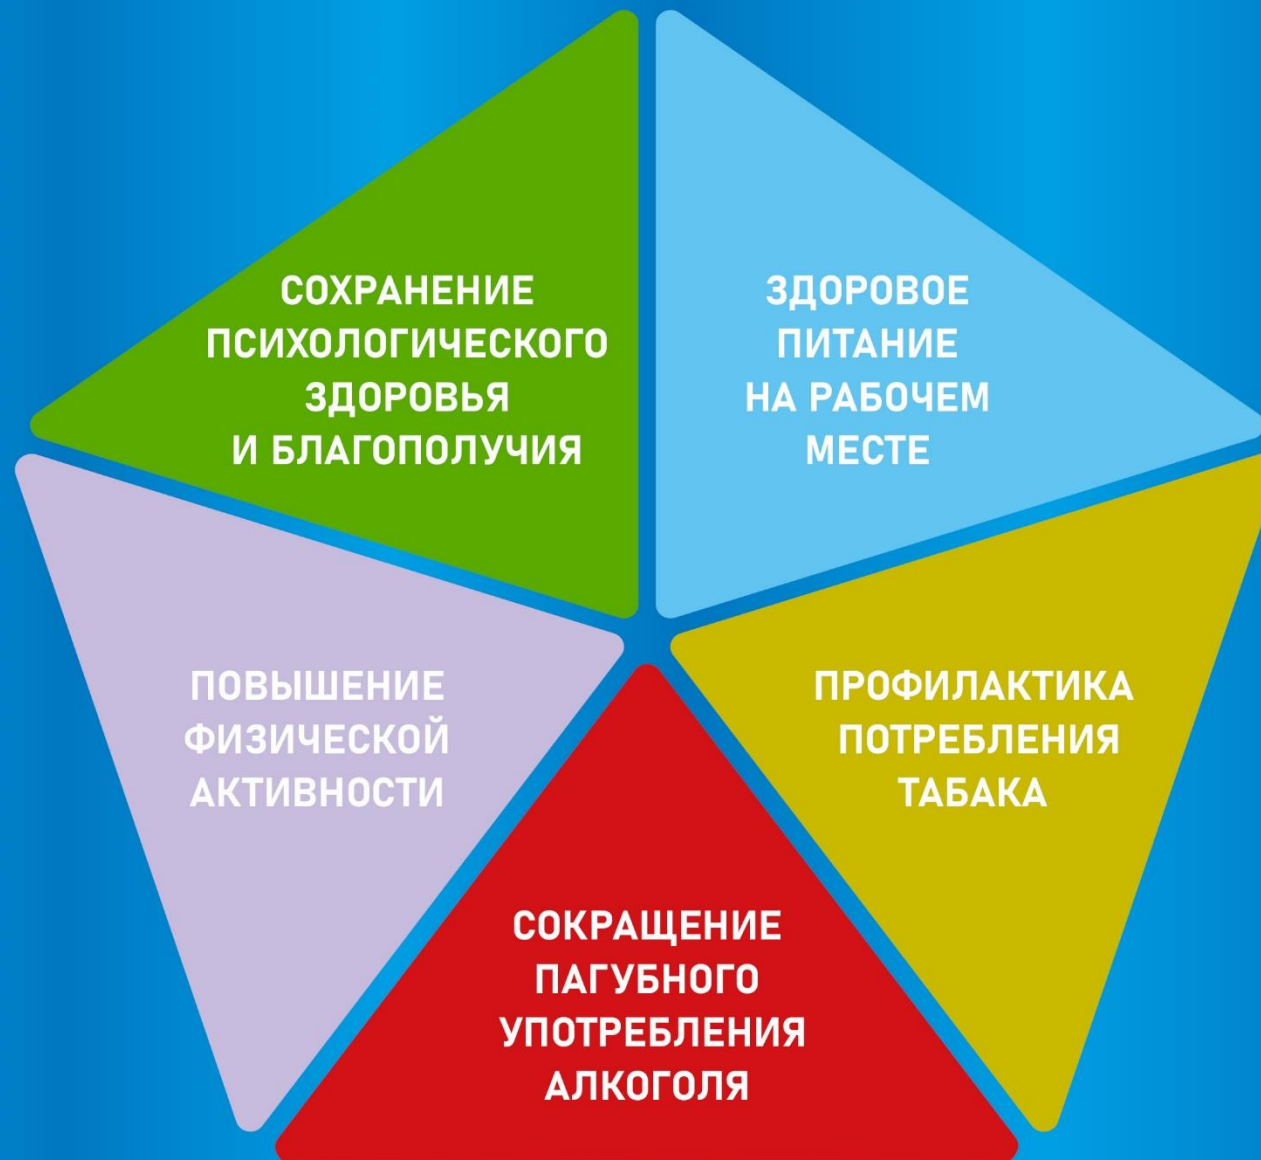 СОХРАНЕНИЕ
ПСИХОЛОГИЧЕСКОГО
ЗДОРОВЬЯ
И БЛАГОПОЛУЧИЯ
ЗДОРОВОЕ
ПИТАНИЕ
НА РАБОЧЕМ
МЕСТЕ
ПОВЫШЕНИЕ
ФИЗИЧЕСКОЙ
АКТИВНОСТИ
ПРОФИЛАКТИКА
ПОТРЕБЛЕНИЯ
ТАБАКА
СОКРАЩЕНИЕ
ПАГУБНОГО
УПОТРЕБЛЕНИЯ
АЛКОГОЛЯ